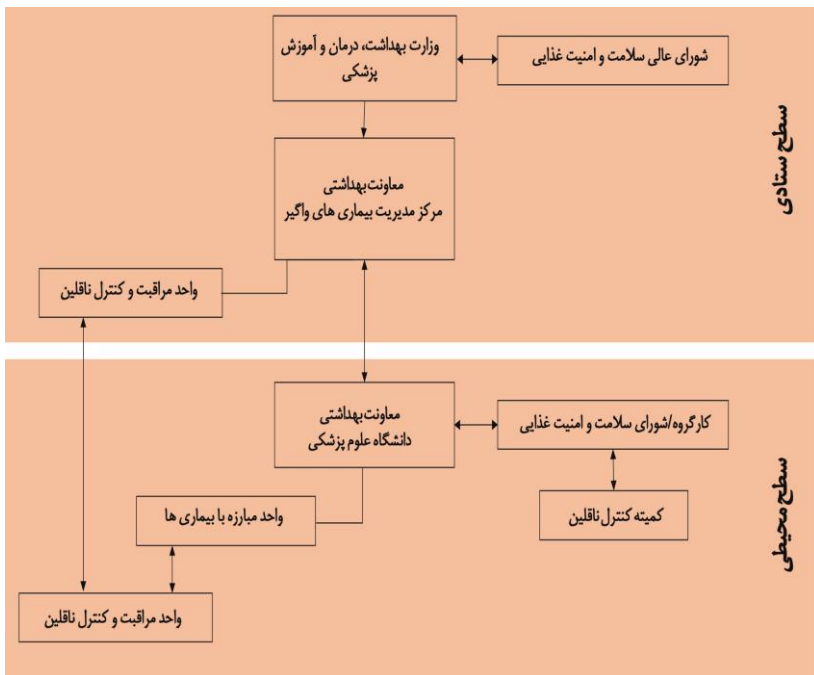 شورای عالی سلامت و امنیت غذایی
وزارت بهداشت، درمان و آموزش
پزشکی
سطح ستادی
معاونت‌بهداشتی
مرکز مدیریت بیماری های واگیر
واحد مراقبت و کنترل ناقلین
معاونت‌بهداشتی
دانشگاه علوم پزشکی
کارگروه/شورای سلامت و امنیت غذایی
سطح محیطی
واحد مبارزه با بیماری ها
کمیته کنترل ناقلین
واحد مراقبت و کنترل ناقلین